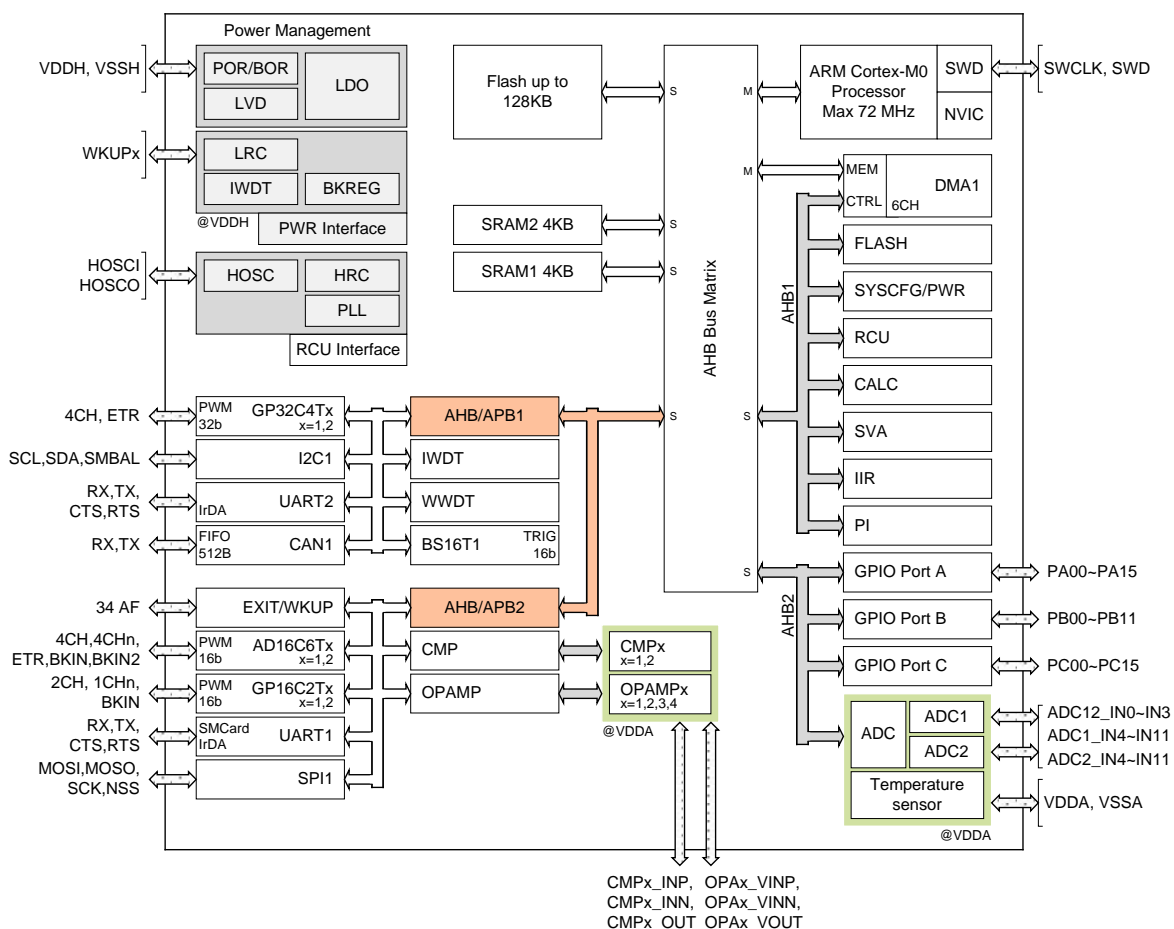 Power Management
VDDH, VSSH
POR/BOR
LVD
LDO
WKUPx
LRC
IWDT
BKREG
@VDDH
PWR Interface
HOSCI
HOSCO
HOSC
HRC
PLL
RCU Interface
Flash up to
128KB
SRAM2 4KB
SRAM1 4KB
S
S
S
S
M
M
S
S
AHB Bus Matrix
ARM Cortex-M0
Processor
Max 72 MHz
SWD
NVIC
SWCLK, SWD
MEM
CTRL
6CH
DMA1
AHB1
FLASH
SYSCFG/PWR
RCU
CALC
SVA
IIR
PI
AHB2
GPIO Port A
PA00~PA15
GPIO Port B
PB00~PB11
GPIO Port C
PC00~PC15
ADC
ADC1
ADC2
Temperature
sensor
@VDDA
ADC12_IN0~IN3
ADC1_IN4~IN11
ADC2_IN4~IN11
VDDA, VSSA
4CH, ETR
PWM
32b
GP32C4Tx
x=1,2
AHB/APB1
SCL,SDA,SMBAL
I2C1
IWDT
RX,TX,
CTS,RTS
IrDA
UART2
WWDT
RX,TX
FIFO
512B
CAN1
BS16T1
TRIG
16b
34 AF
EXIT/WKUP
AHB/APB2
4CH,4CHn,
ETR,BKIN,BKIN2
PWM
16b
AD16C6Tx
x=1,2
CMP
CMPx
x=1,2
2CH, 1CHn,
BKIN
PWM
16b
GP16C2Tx
x=1,2
OPAMP
OPAMPx
x=1,2,3,4
@VDDA
RX,TX,
CTS,RTS
SMCard
IrDA
UART1
MOSI,MOSO,
SCK,NSS
SPI1
CMPx_INP,
CMPx_INN,
CMPx_OUT
OPAx_VINP,
OPAx_VINN,
OPAx_VOUT